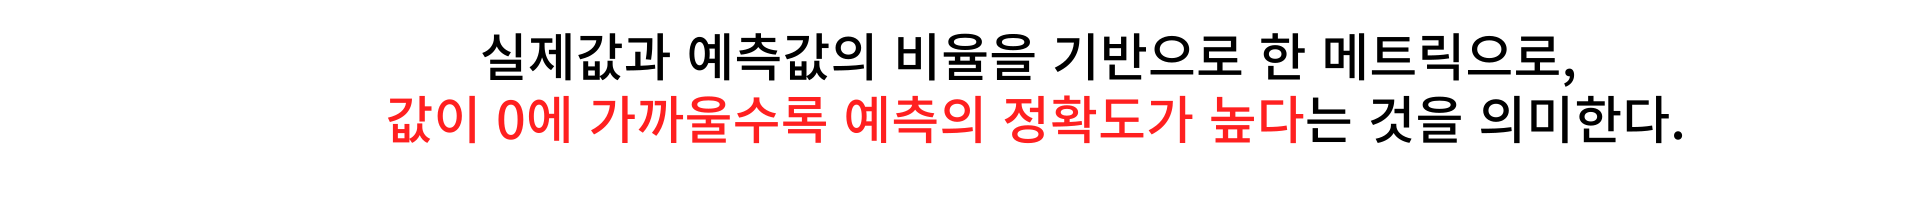 실제값과 예측값의 비율을 기반으로 한 메트릭으로,
값이 0에 가까울수록 예측의 정확도가 높다는 것을 의미한다.